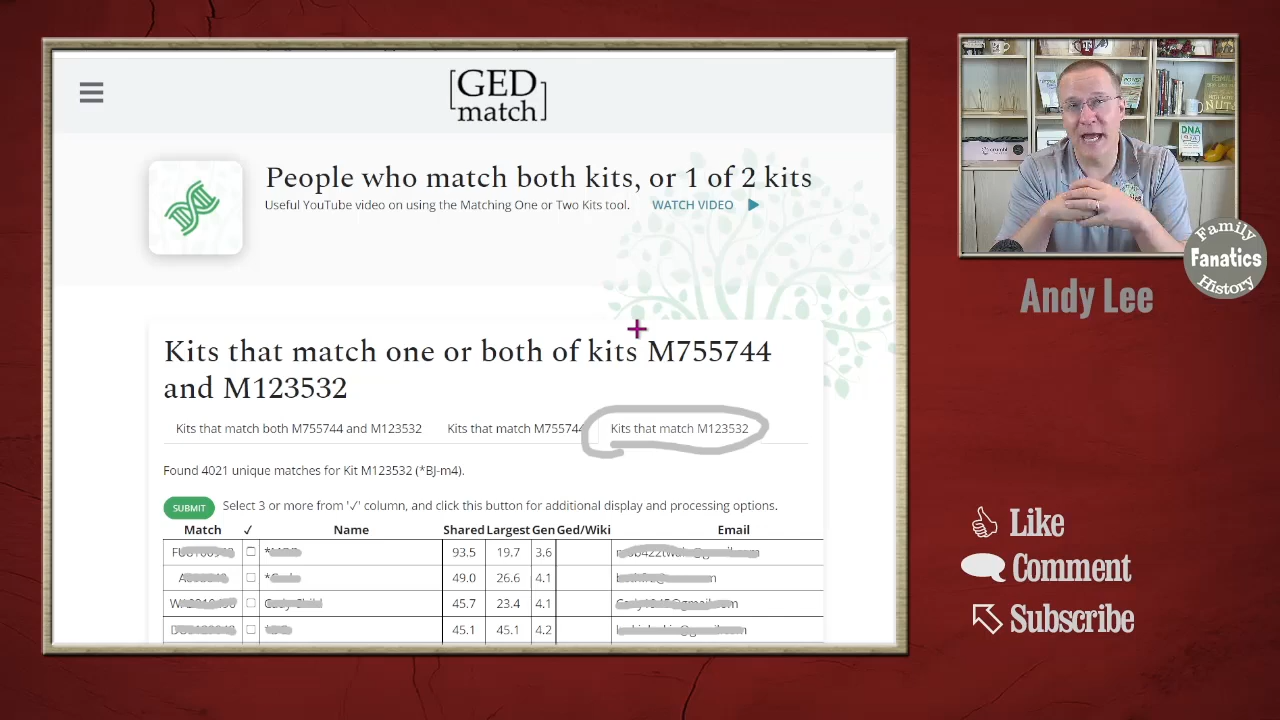 [GED
match]
People who match both kits, or 1 of 2 kits
Useful YouTube video on using the Matching One or Two Kits tool. WATCH VIDEO
Kits that match one or both of kits M755744
and M123532
Kits that match both M755744 and M123532 Kits that match M755744 Kits that match M123532
Found 4021 unique matches for Kit M123532 (*BJ-m4).
SUBMIT Select 3 or more from '✓' column, and click this button for additional display and processing options.
Match ✓ Name Shared Largest Gen Ged/Wiki Email
93.5 19.7 3.6
49.0 26.6 4.1
45.7 23.4 4.1
45.1 45.1 4.2
DNA
Family
Fanatics
History
Andy Lee
Like
Comment
Subscribe